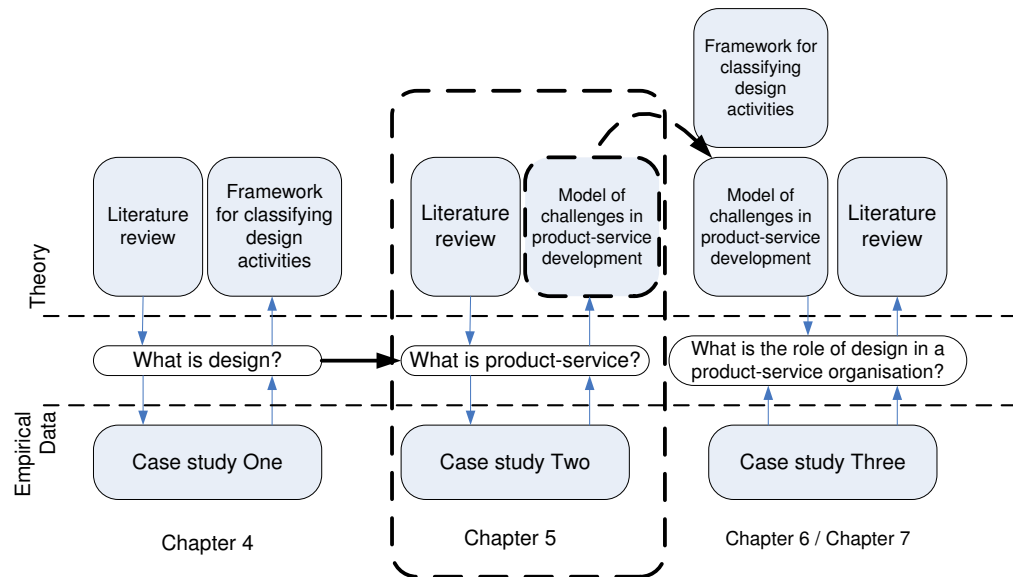 Framework for
classifying
design
activities
Literature
review
Framework
for classifying
design
activities
Literature
review
Model of
challenges in
product-service
development
Model of
challenges in
product-service
development
Literature
review
Theory
What is design?
What is product-service?
What is the role of design in a
product-service organisation?
Empirical
Data
Case study One
Case study Two
Case study Three
Chapter 4
Chapter 5
Chapter 6 / Chapter 7